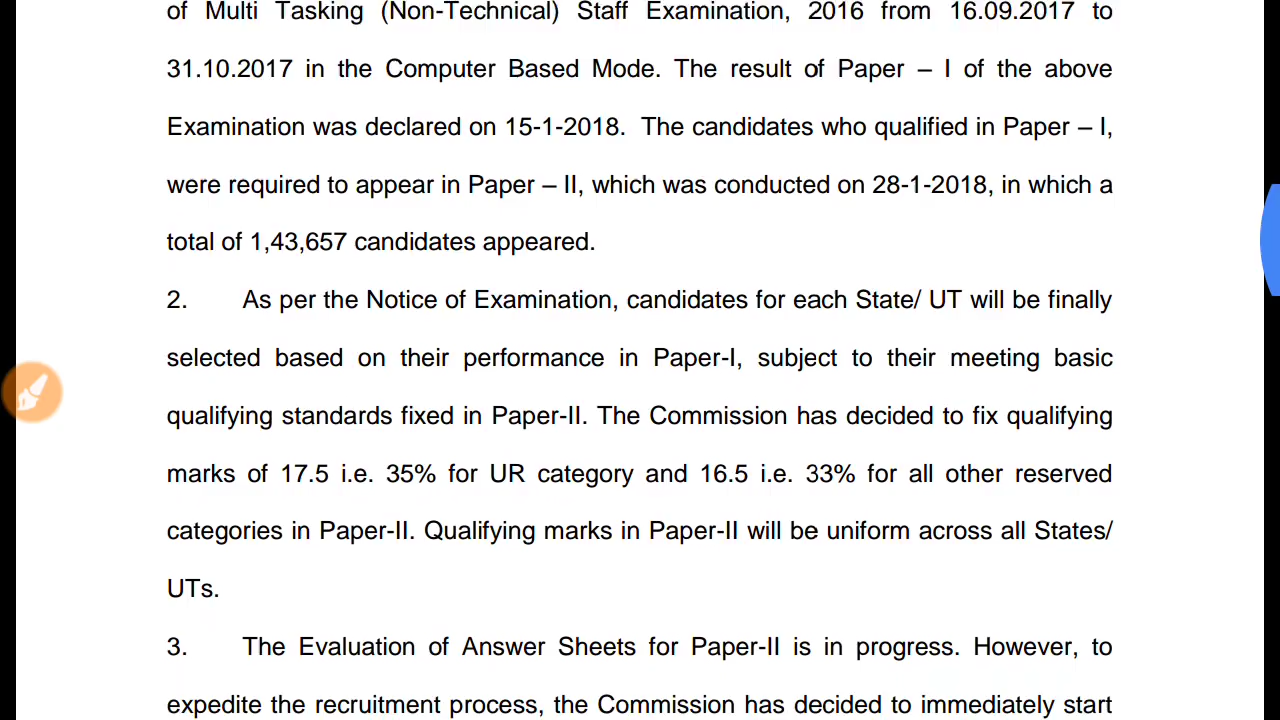 of Multi Tasking (Non-Technical) Staff Examination, 2016 from 16.09.2017 to
31.10.2017 in the Computer Based Mode. The result of Paper – I of the above
Examination was declared on 15-1-2018.  The candidates who qualified in Paper – I,
were required to appear in Paper – II, which was conducted on 28-1-2018, in which a
total of 1,43,657 candidates appeared.
2. As per the Notice of Examination, candidates for each State/ UT will be finally
selected based on their performance in Paper-I, subject to their meeting basic
qualifying standards fixed in Paper-II. The Commission has decided to fix qualifying
marks of 17.5 i.e. 35% for UR category and 16.5 i.e. 33% for all other reserved
categories in Paper-II. Qualifying marks in Paper-II will be uniform across all States/
UTs.
3. The Evaluation of Answer Sheets for Paper-II is in progress. However, to
expedite the recruitment process, the Commission has decided to immediately start